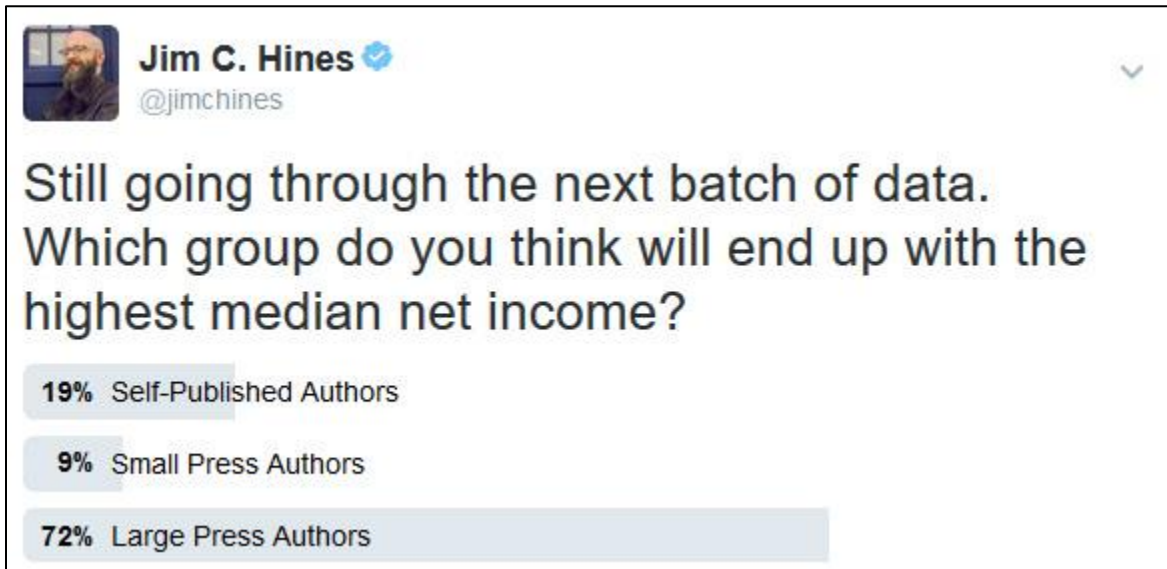 Jim C. Hines
@jimchines
Still going through the next batch of data.
Which group do you think will end up with the
highest median net income?
19% Self-Published Authors
9% Small Press Authors
72% Large Press Authors